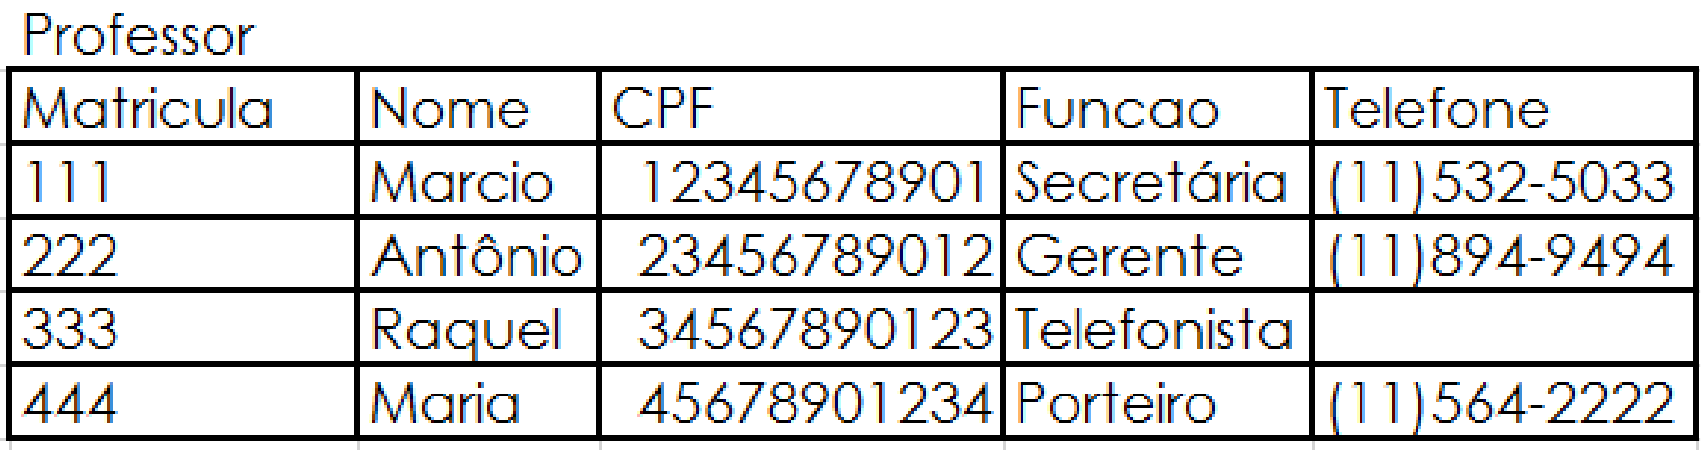 Professor
Matricula Nome CPF Funcao Telefone
111 Marcio 12345678901 Secretária (11)532-5033
222 Antônio 23456789012 Gerente (11)894-9494
333 Raquel 34567890123 Telefonista
444 Maria 45678901234 Porteiro (11)564-2222